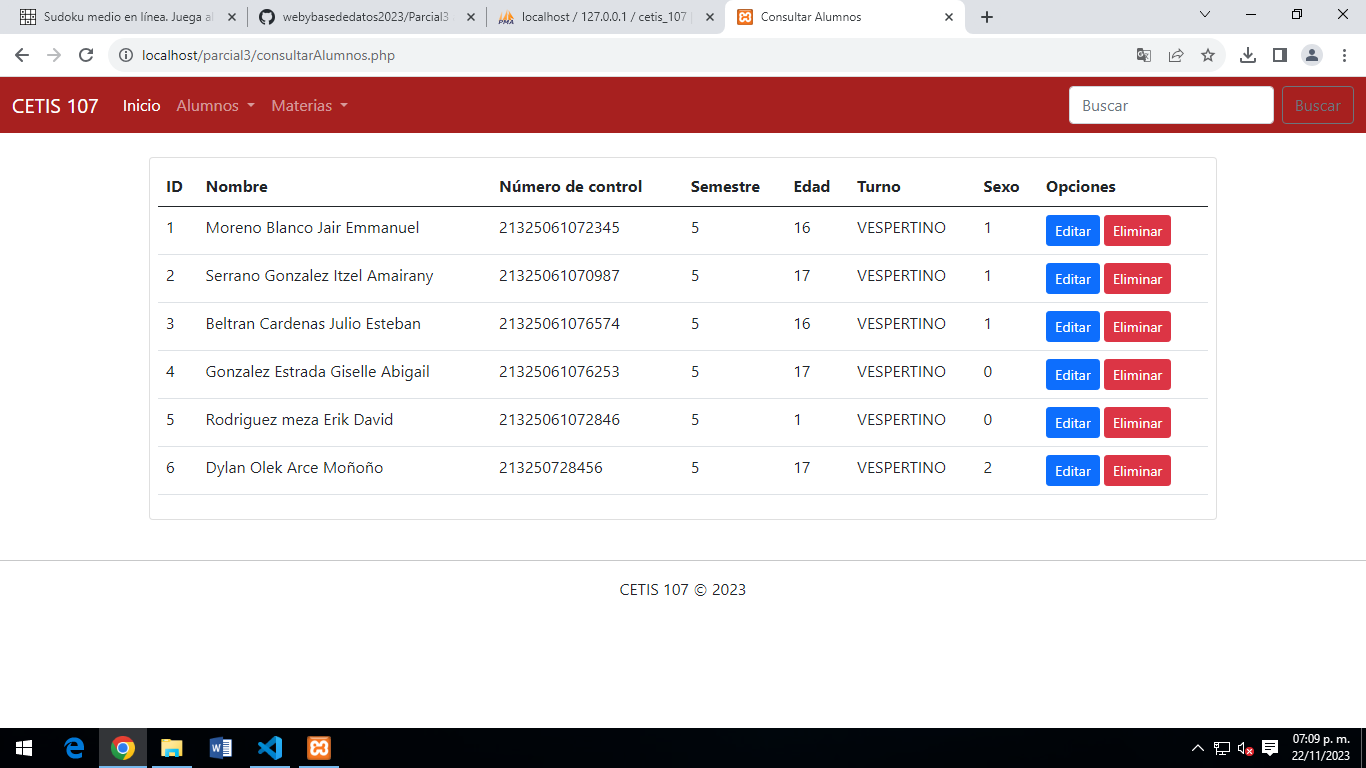 Sudoku medio en línea. Juega al
webybasededatos2023/Parcial3
localhost / 127.0.0.1 / cetis_107
Consultar Alumnos
localhost/parcial3/consultarAlumnos.php
CETIS 107 Inicio Alumnos Materias Buscar Buscar
ID Nombre Número de control Semestre Edad Turno Sexo Opciones
1 Moreno Blanco Jair Emmanuel 21325061072345 5 16 VESPERTINO 1 Editar Eliminar
2 Serrano Gonzalez Itzel Amairany 21325061070987 5 17 VESPERTINO 1 Editar Eliminar
3 Beltran Cardenas Julio Esteban 21325061076574 5 16 VESPERTINO 1 Editar Eliminar
4 Gonzalez Estrada Giselle Abigail 21325061076253 5 17 VESPERTINO 0 Editar Eliminar
5 Rodriguez meza Erik David 21325061072846 5 1 VESPERTINO 0 Editar Eliminar
6 Dylan Olek Arce Moñoño 213250728456 5 17 VESPERTINO 2 Editar Eliminar
CETIS 107 © 2023
07:09 p. m.
22/11/2023